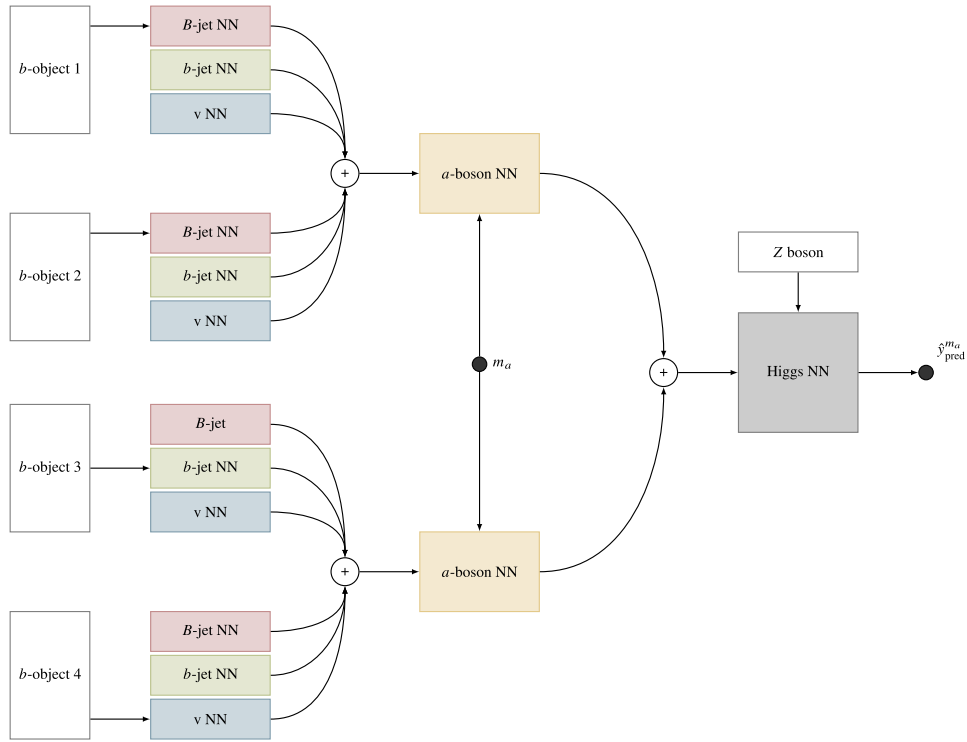 b-object 1
B-jet NN
b-jet NN
v NN
+
a-boson NN
b-object 2
B-jet NN
b-jet NN
v NN
Z boson
m_a
+
Higgs NN
ŷ_pred^{m_a}
b-object 3
B-jet
b-jet NN
v NN
+
a-boson NN
b-object 4
B-jet NN
b-jet NN
v NN